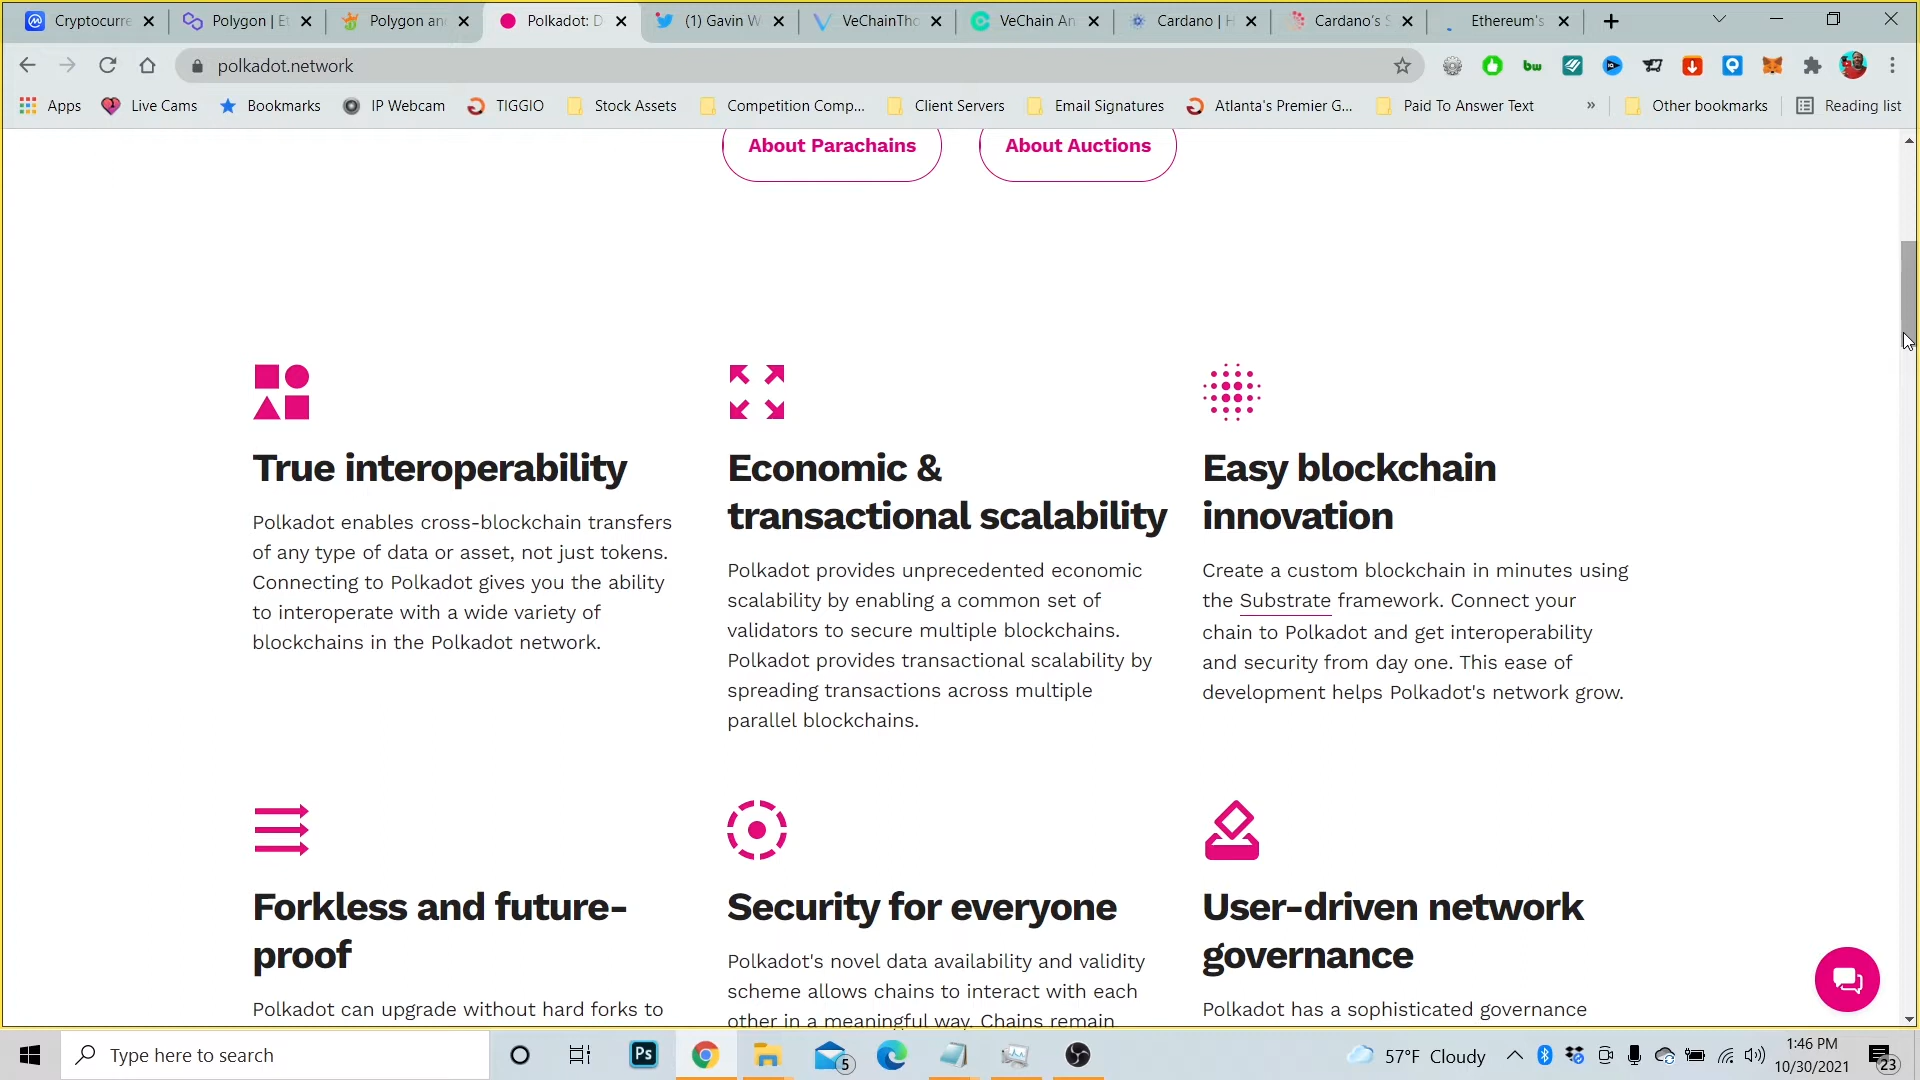 Cryptocurre
Polygon | Et
Polygon an
Polkadot: D
(1) Gavin W
VeChainTho
VeChain An
Cardano | H
Cardano's S
Ethereum's
polkadot.network
Apps
Live Cams
Bookmarks
IP Webcam
TIGGIO
Stock Assets
Competition Comp...
Client Servers
Email Signatures
Atlanta's Premier G...
Paid To Answer Text
»
Other bookmarks
Reading list
About Parachains
About Auctions
True interoperability
Polkadot enables cross-blockchain transfers
of any type of data or asset, not just tokens.
Connecting to Polkadot gives you the ability
to interoperate with a wide variety of
blockchains in the Polkadot network.
Economic &
transactional scalability
Polkadot provides unprecedented economic
scalability by enabling a common set of
validators to secure multiple blockchains.
Polkadot provides transactional scalability by
spreading transactions across multiple
parallel blockchains.
Easy blockchain
innovation
Create a custom blockchain in minutes using
the Substrate framework. Connect your
chain to Polkadot and get interoperability
and security from day one. This ease of
development helps Polkadot's network grow.
Forkless and future-
proof
Polkadot can upgrade without hard forks to
Security for everyone
Polkadot's novel data availability and validity
scheme allows chains to interact with each
other in a meaningful way. Chains remain
User-driven network
governance
Polkadot has a sophisticated governance
Type here to search
Ps
5
57°F Cloudy
1:46 PM
10/30/2021
23
bw